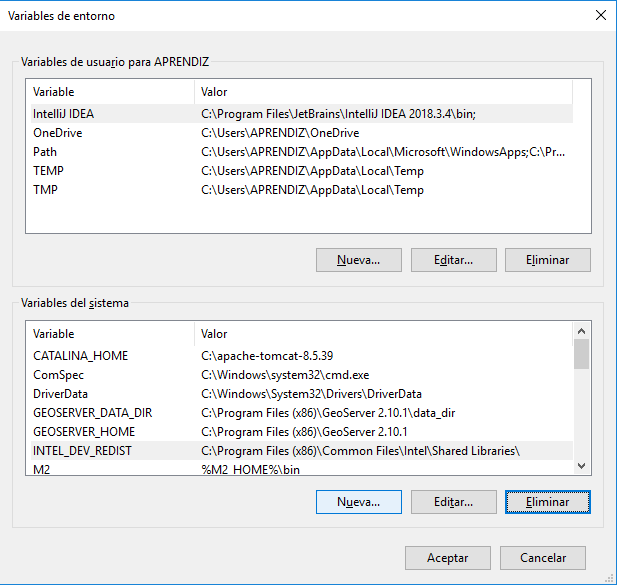 Variables de entorno
Variables de usuario para APRENDIZ
Variable Valor
IntelliJ IDEA C:\Program Files\JetBrains\IntelliJ IDEA 2018.3.4\bin;
OneDrive C:\Users\APRENDIZ\OneDrive
Path C:\Users\APRENDIZ\AppData\Local\Microsoft\WindowsApps;C:\Pr...
TEMP C:\Users\APRENDIZ\AppData\Local\Temp
TMP C:\Users\APRENDIZ\AppData\Local\Temp
Nueva... Editar... Eliminar
Variables del sistema
Variable Valor
CATALINA_HOME C:\apache-tomcat-8.5.39
ComSpec C:\Windows\system32\cmd.exe
DriverData C:\Windows\System32\Drivers\DriverData
GEOSERVER_DATA_DIR C:\Program Files (x86)\GeoServer 2.10.1\data_dir
GEOSERVER_HOME C:\Program Files (x86)\GeoServer 2.10.1
INTEL_DEV_REDIST C:\Program Files (x86)\Common Files\Intel\Shared Libraries\
M2 %M2_HOME%\bin
Nueva... Editar... Eliminar
Aceptar Cancelar